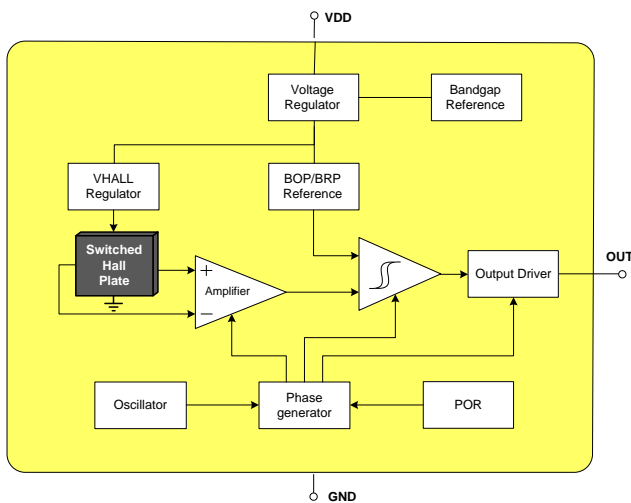 VDD
Voltage
Regulator
Bandgap
Reference
VHALL
Regulator
BOP/BRP
Reference
Switched
Hall
Plate
+
Amplifier
−
Output Driver
OUT
Oscillator
Phase
generator
POR
GND